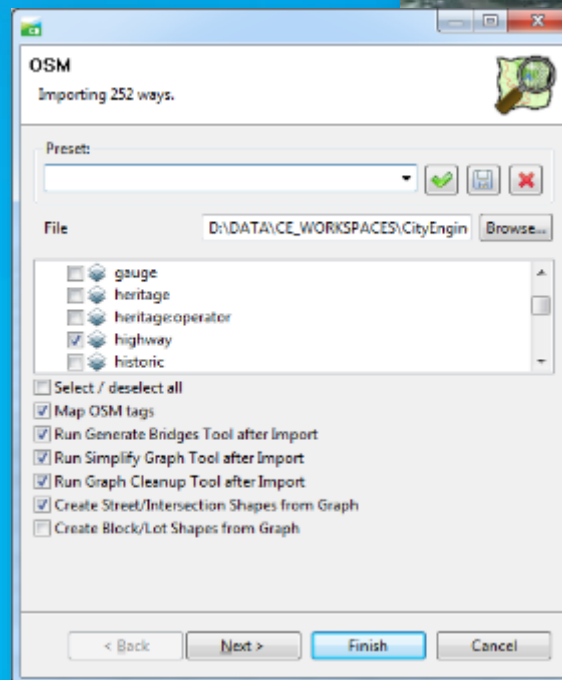 OSM
Importing 252 ways.
Preset:
File D:\DATA\CE_WORKSPACES\CityEngin Browse...
gauge
heritage
heritage:operator
highway
historic
Select / deselect all
Map OSM tags
Run Generate Bridges Tool after Import
Run Simplify Graph Tool after Import
Run Graph Cleanup Tool after Import
Create Street/Intersection Shapes from Graph
Create Block/Lot Shapes from Graph
< Back Next > Finish Cancel